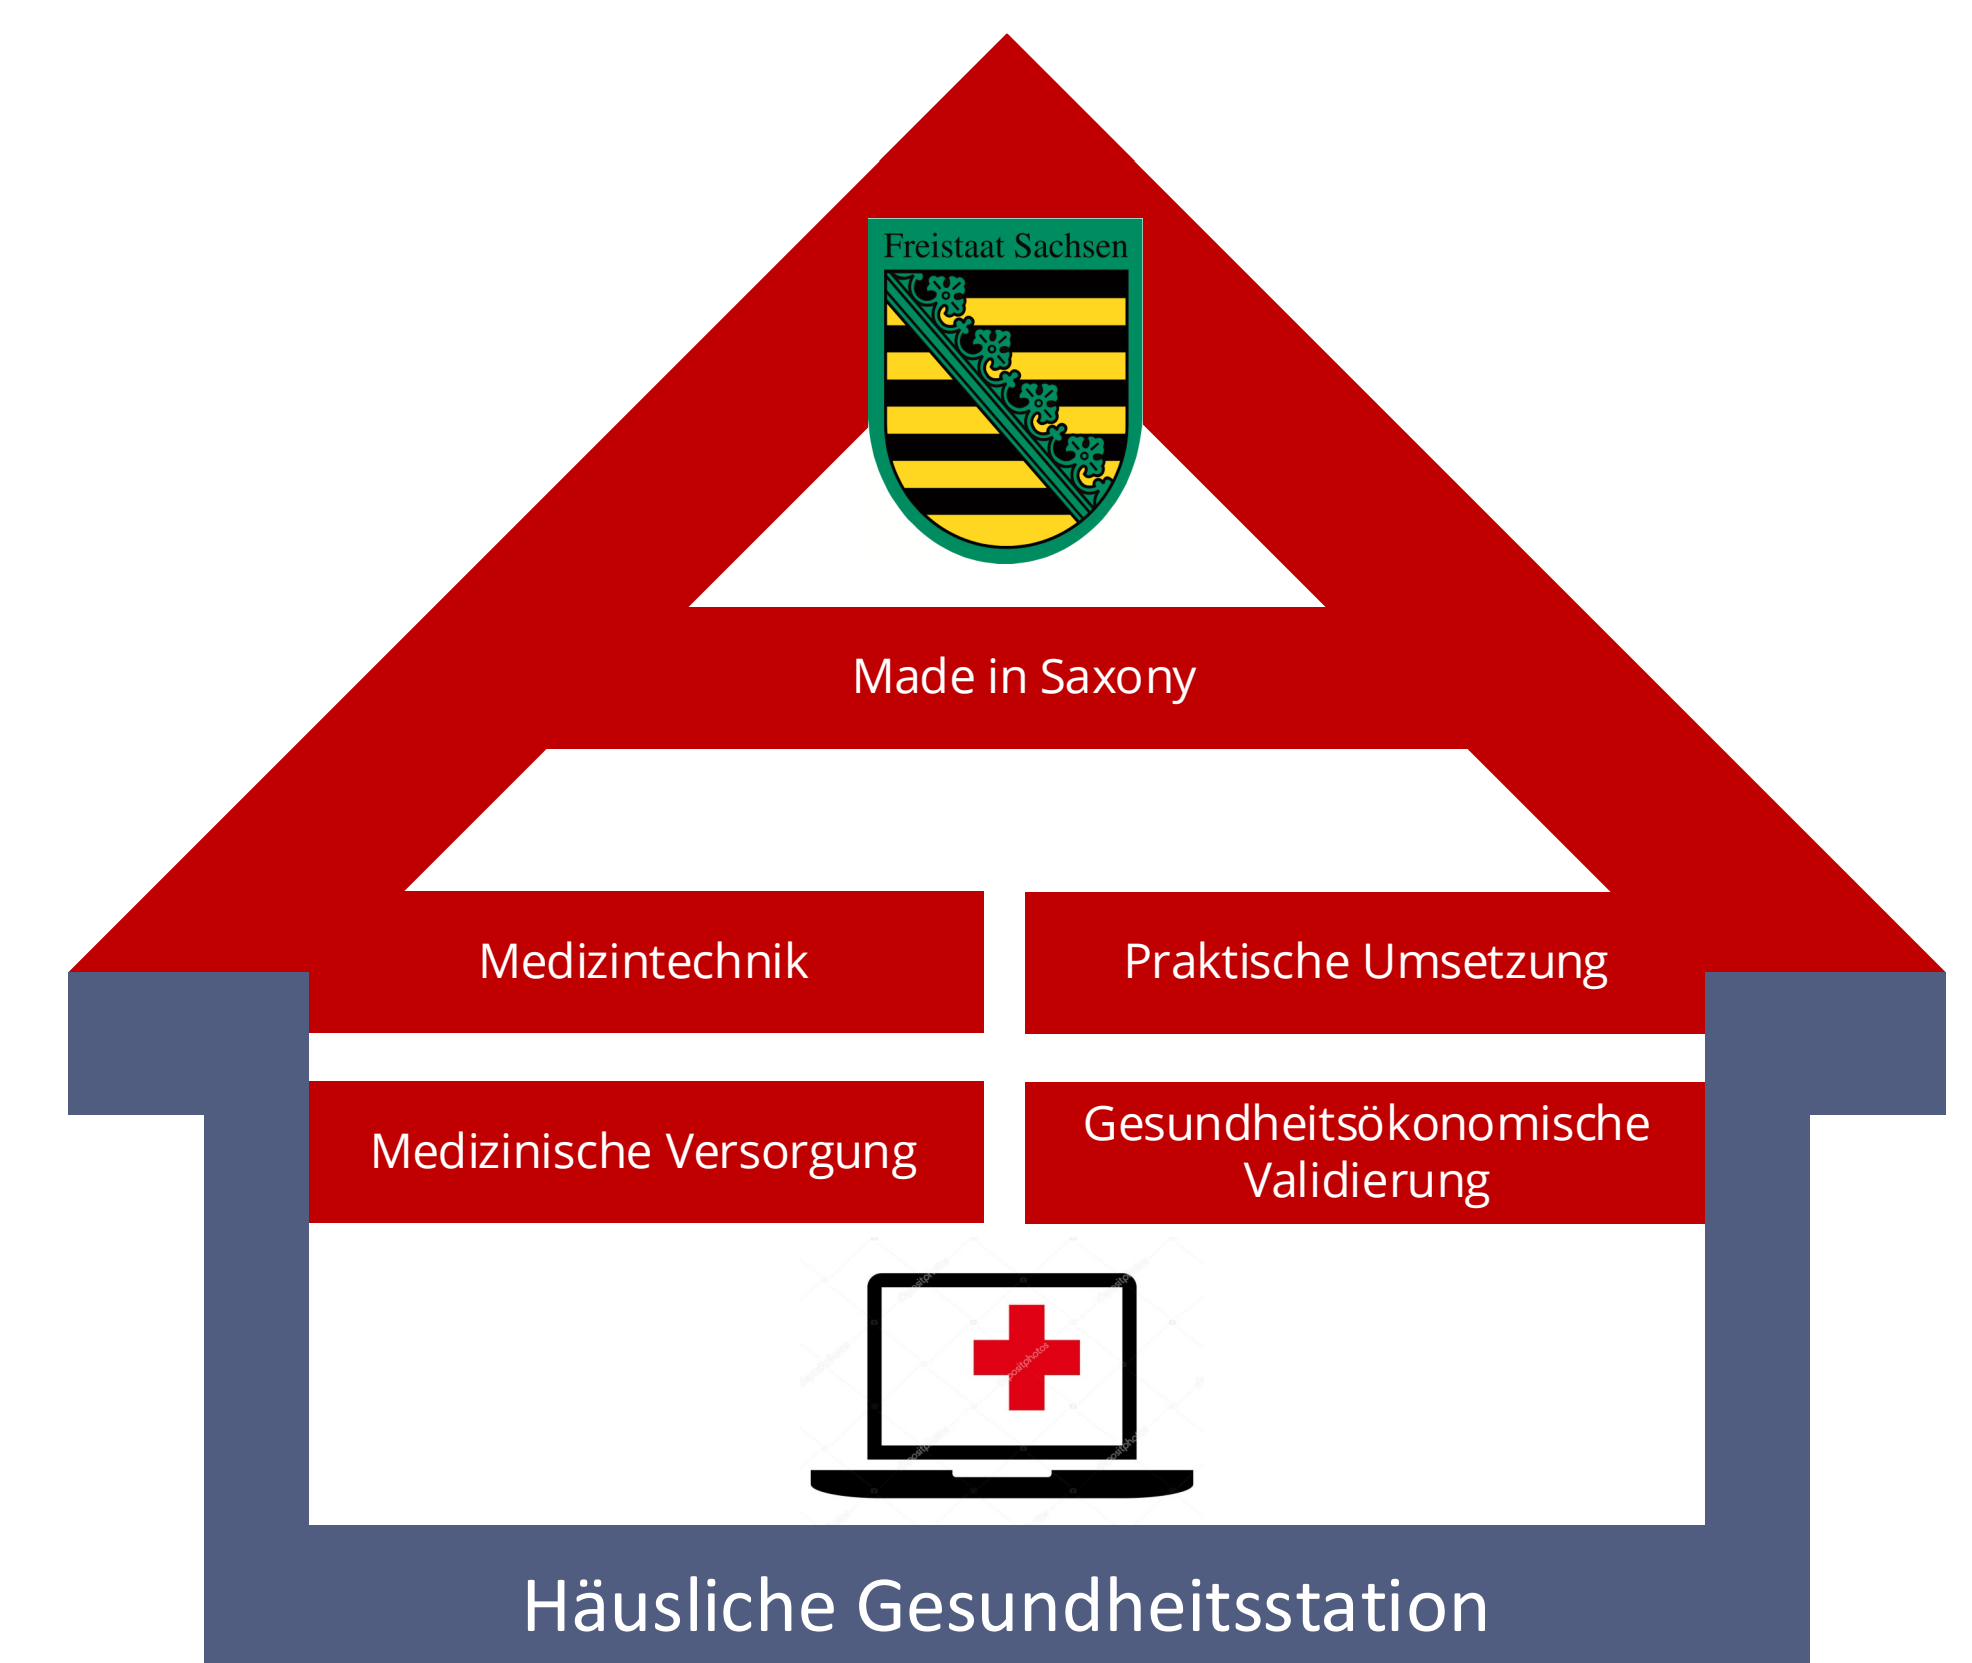 Freistaat Sachsen
Made in Saxony
Medizintechnik
Praktische Umsetzung
Medizinische Versorgung
Gesundheitsökonomische
Validierung
Häusliche Gesundheitsstation